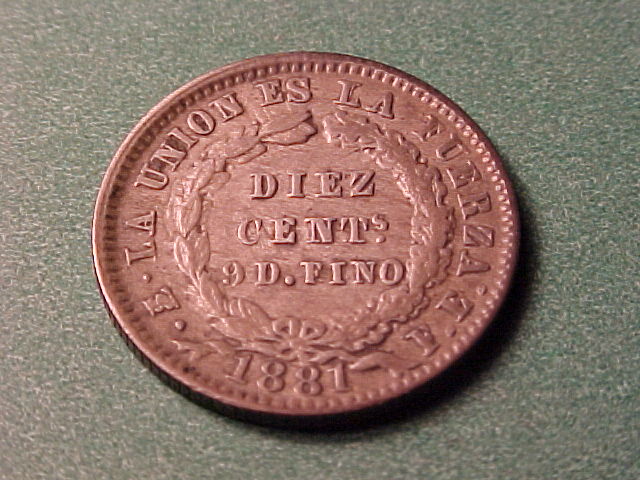 E. LA UNION ES LA FUERZA. F.E.
DIEZ
CENTS.
9 D. FINO
1881